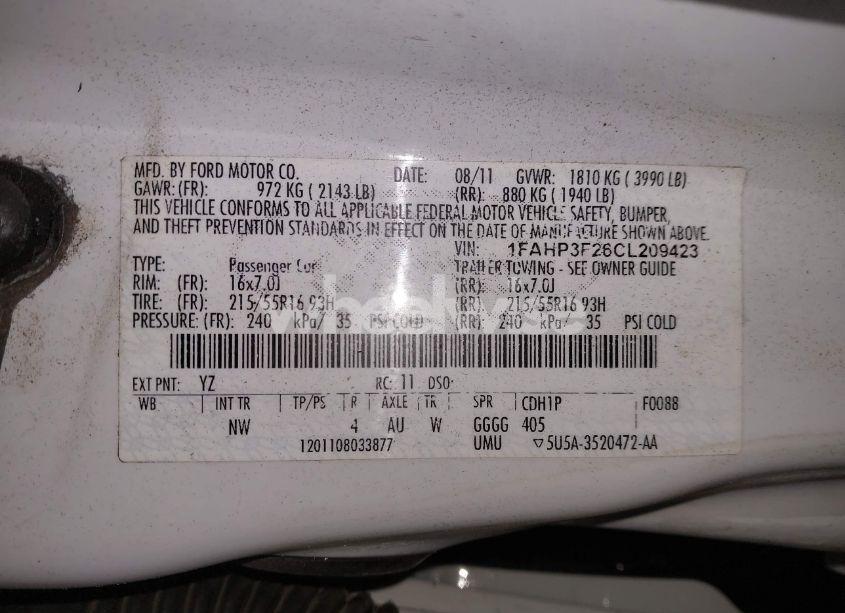 MFD. BY FORD MOTOR CO. DATE: 08/11 GVWR: 1810 KG ( 3990 LB)
GAWR: (FR): 972 KG ( 2143 LB) (RR): 880 KG ( 1940 LB)
THIS VEHICLE CONFORMS TO ALL APPLICABLE FEDERAL MOTOR VEHICLE SAFETY, BUMPER,
AND THEFT PREVENTION STANDARDS IN EFFECT ON THE DATE OF MANUFACTURE SHOWN ABOVE.
VIN: 1FAHP3F26CL209423
TYPE: Passenger Car TRAILER TOWING - SEE OWNER GUIDE
RIM: (FR): 16x7.0J (RR): 16x7.0J
TIRE: (FR): 215/55R16 93H (RR): 215/55R16 93H
PRESSURE: (FR): 240 kPa/ 35 PSI COLD (RR): 240 kPa/ 35 PSI COLD
EXT PNT: YZ RC: 11 DSO:
WB INT TR TP/PS R AXLE TR SPR CDH1P F0088
NW 4 AU W GGGG 405
1201108033877 UMU ▽5U5A-3520472-AA